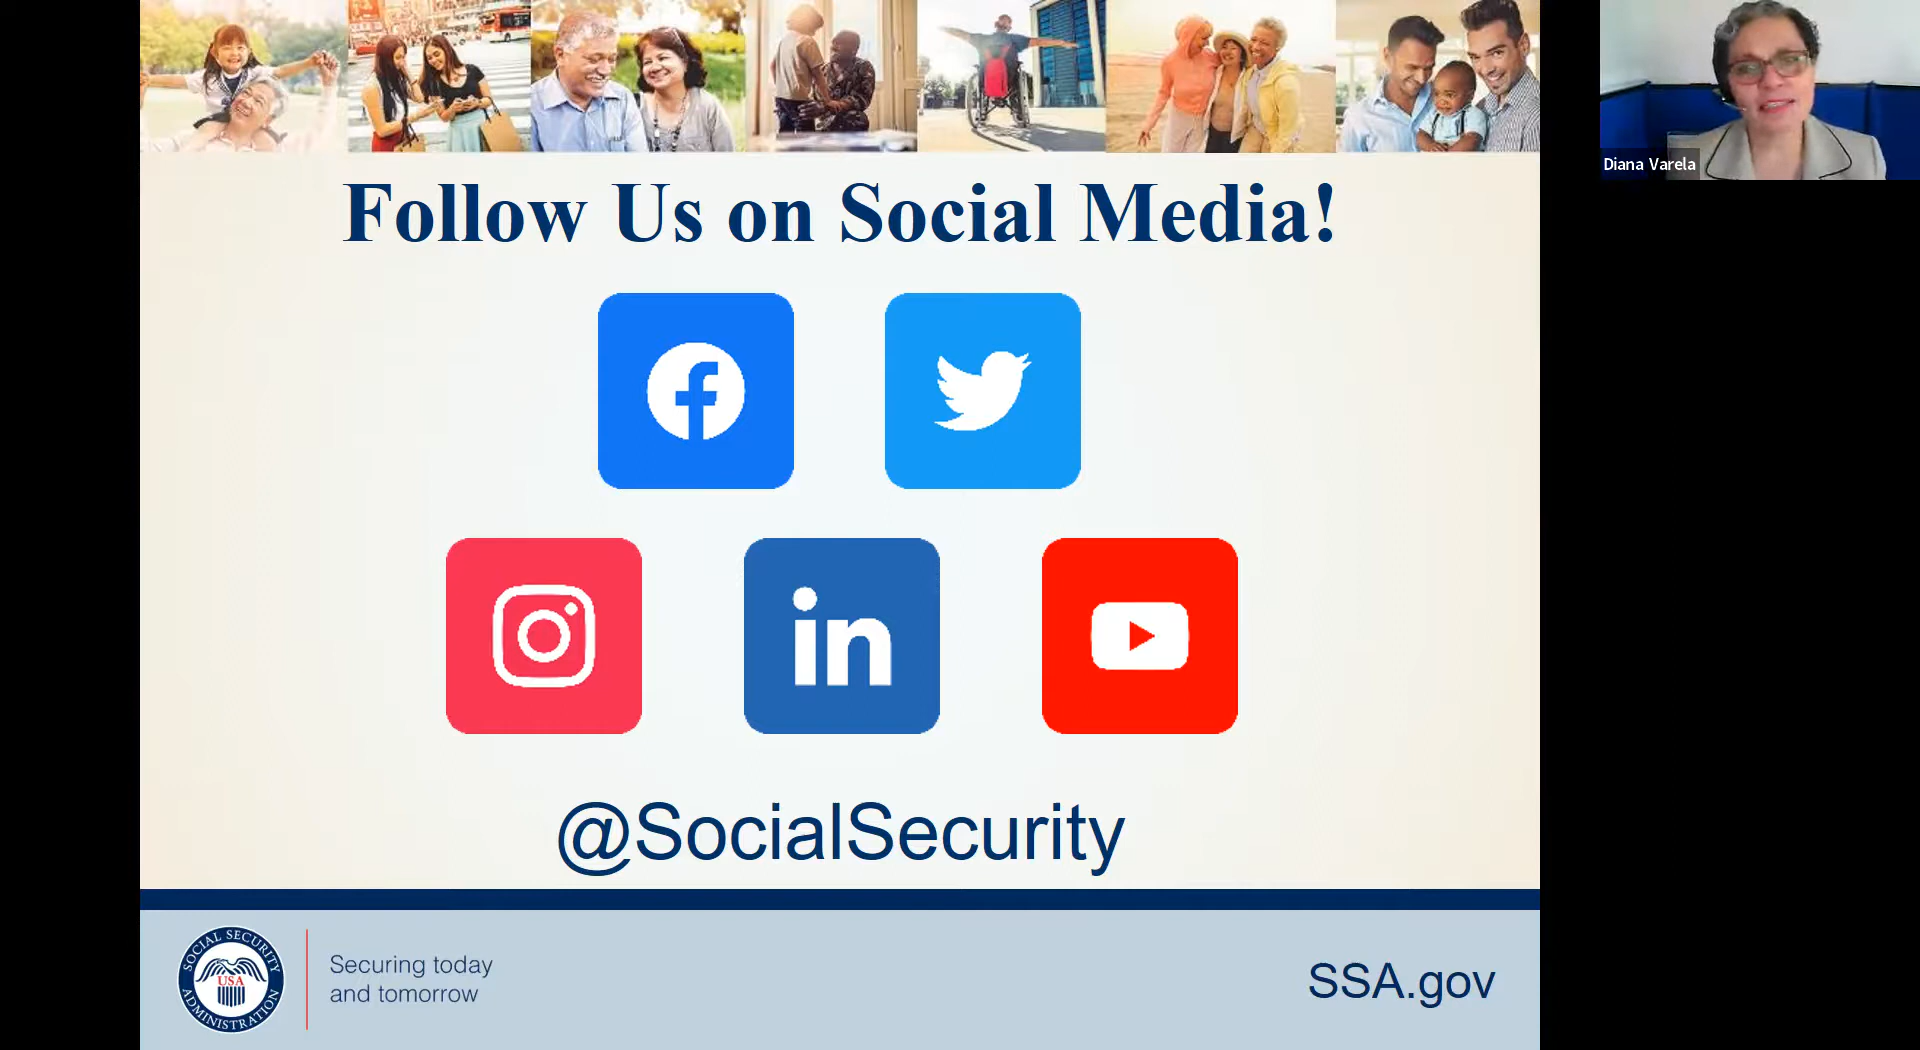 Diana Varela
Follow Us on Social Media!
f
in
@SocialSecurity
SOCIAL SECURITY
USA
ADMINISTRATION
Securing today
and tomorrow
SSA.gov